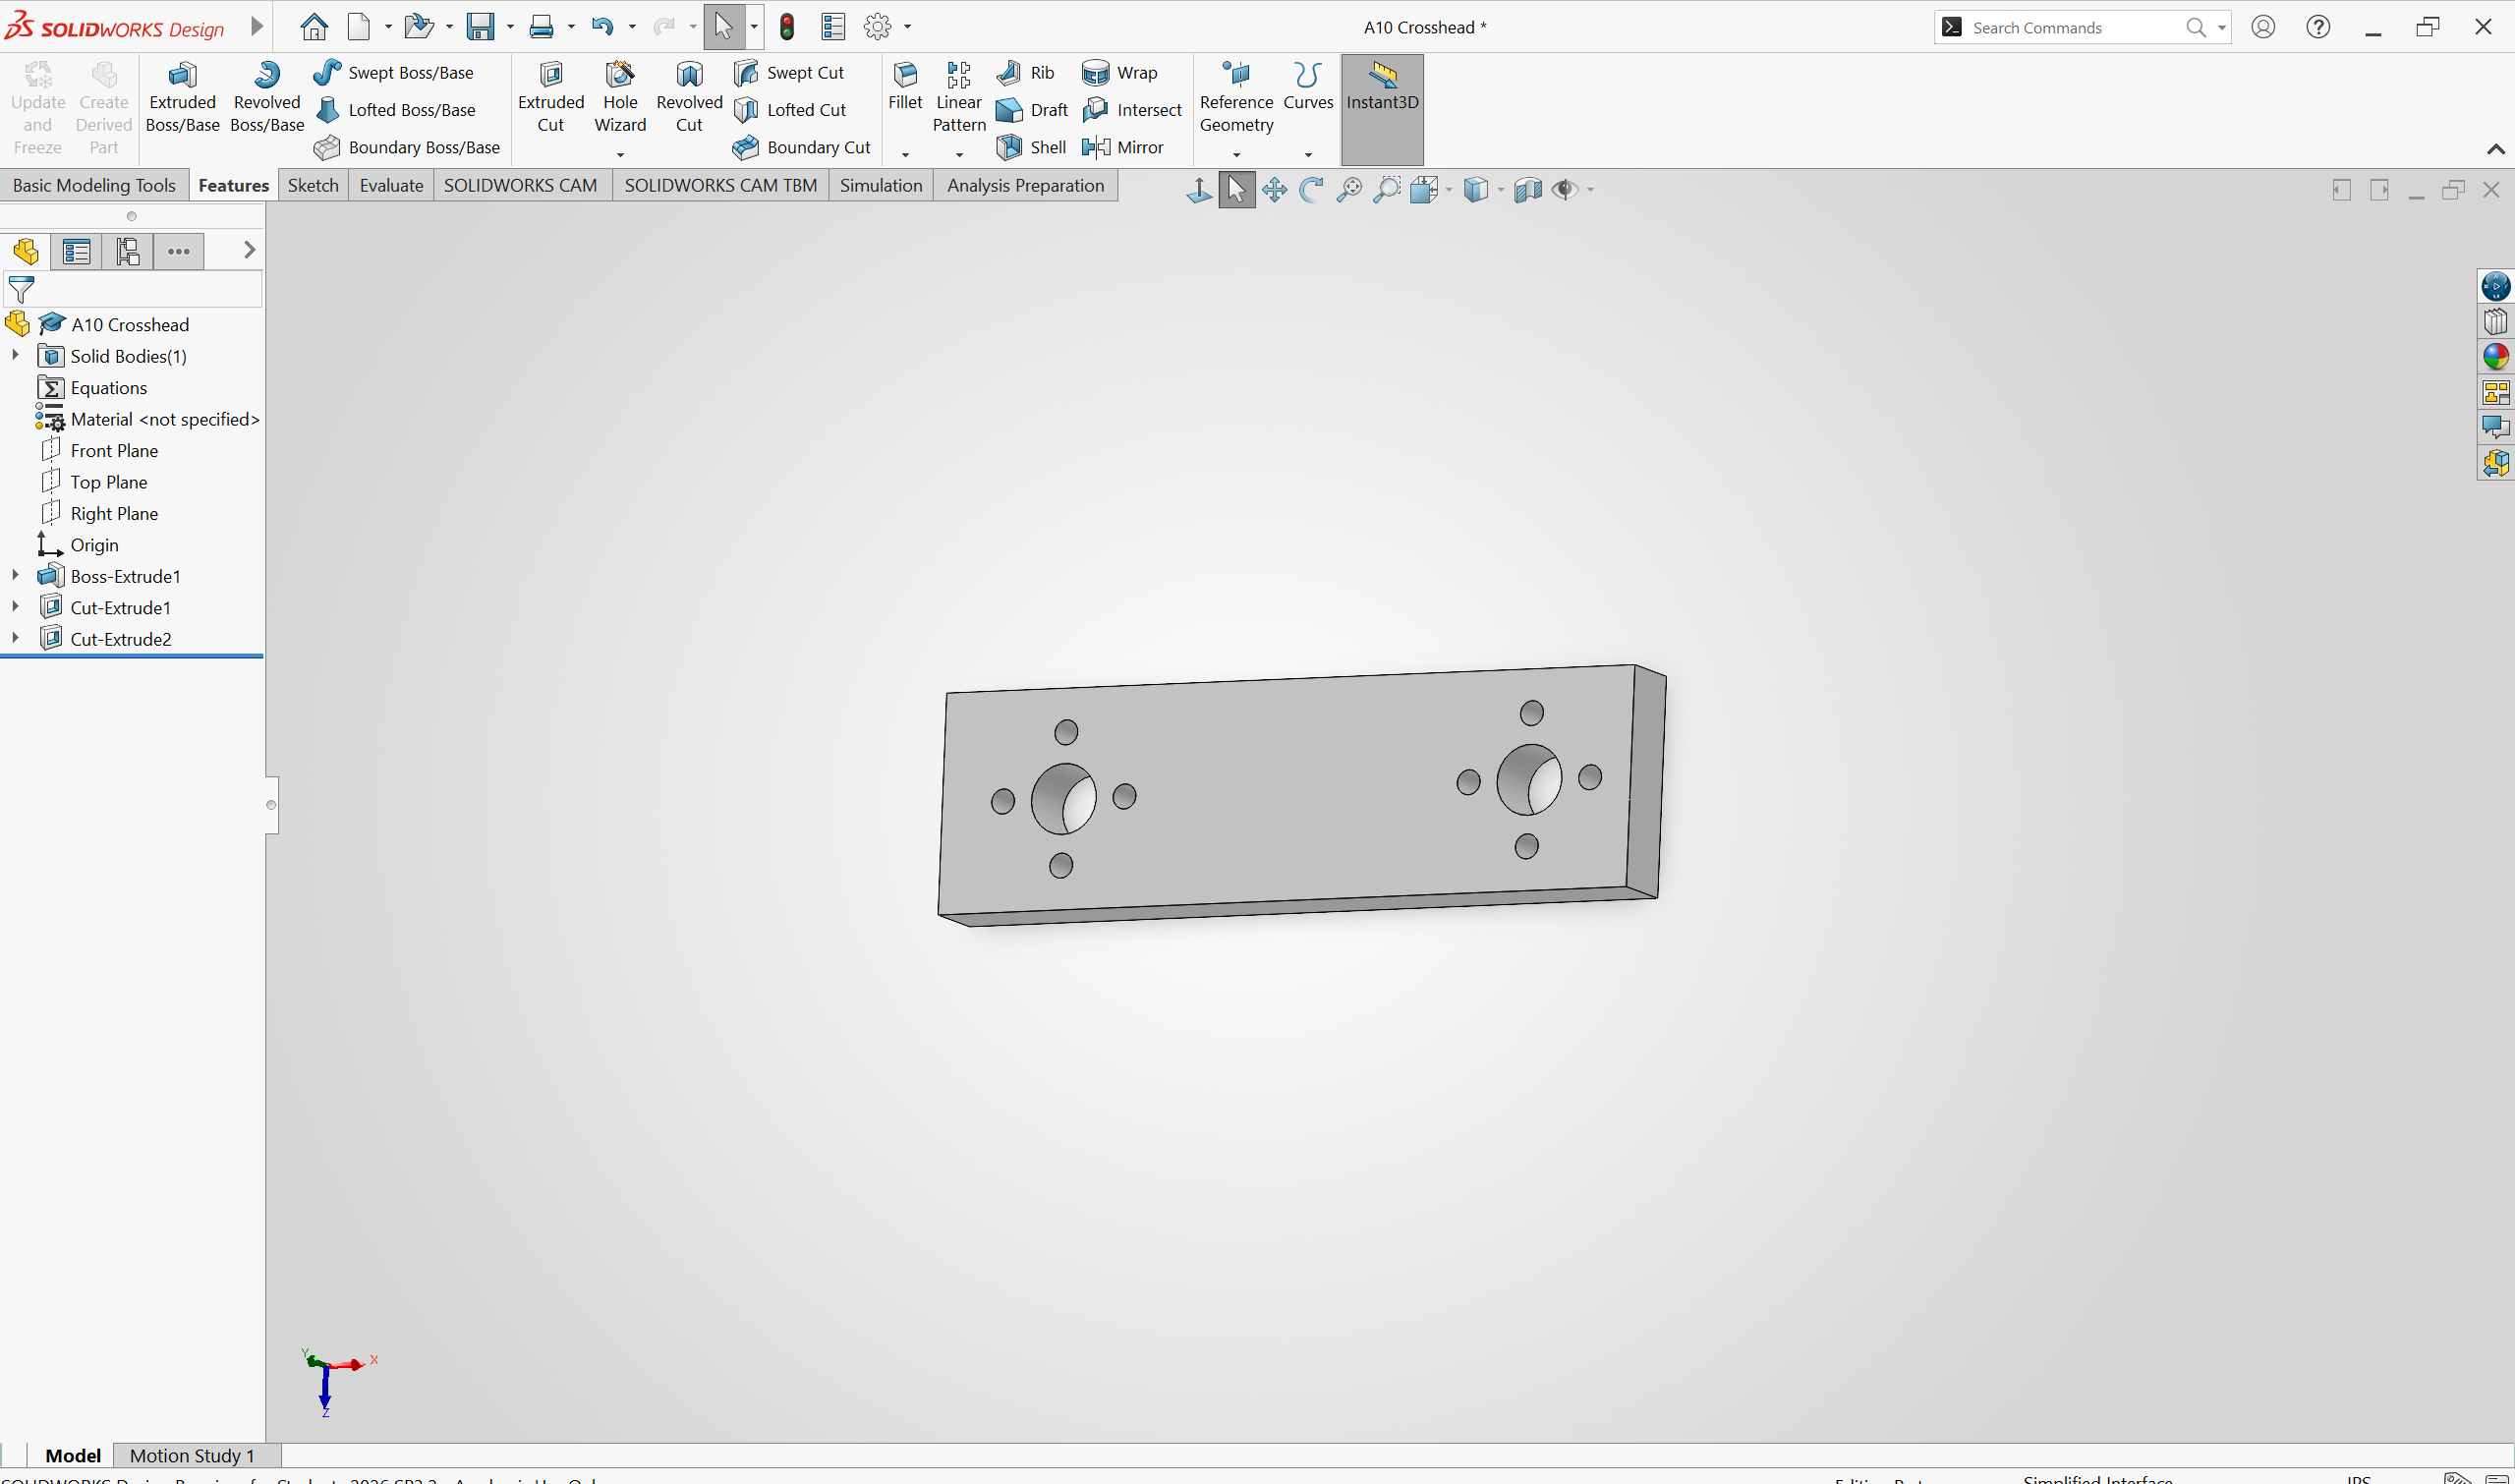 SOLIDWORKS Design
A10 Crosshead *
Search Commands
Update and Freeze
Create Derived Part
Extruded Boss/Base
Revolved Boss/Base
Swept Boss/Base
Lofted Boss/Base
Boundary Boss/Base
Extruded Cut
Hole Wizard
Revolved Cut
Swept Cut
Lofted Cut
Boundary Cut
Fillet
Linear Pattern
Rib
Draft
Shell
Wrap
Intersect
Mirror
Reference Geometry
Curves
Instant3D
Basic Modeling Tools
Features
Sketch
Evaluate
SOLIDWORKS CAM
SOLIDWORKS CAM TBM
Simulation
Analysis Preparation
A10 Crosshead
Solid Bodies(1)
Equations
Material <not specified>
Front Plane
Top Plane
Right Plane
Origin
Boss-Extrude1
Cut-Extrude1
Cut-Extrude2
Y
X
Z
Model
Motion Study 1
Simplified Interface
IPS